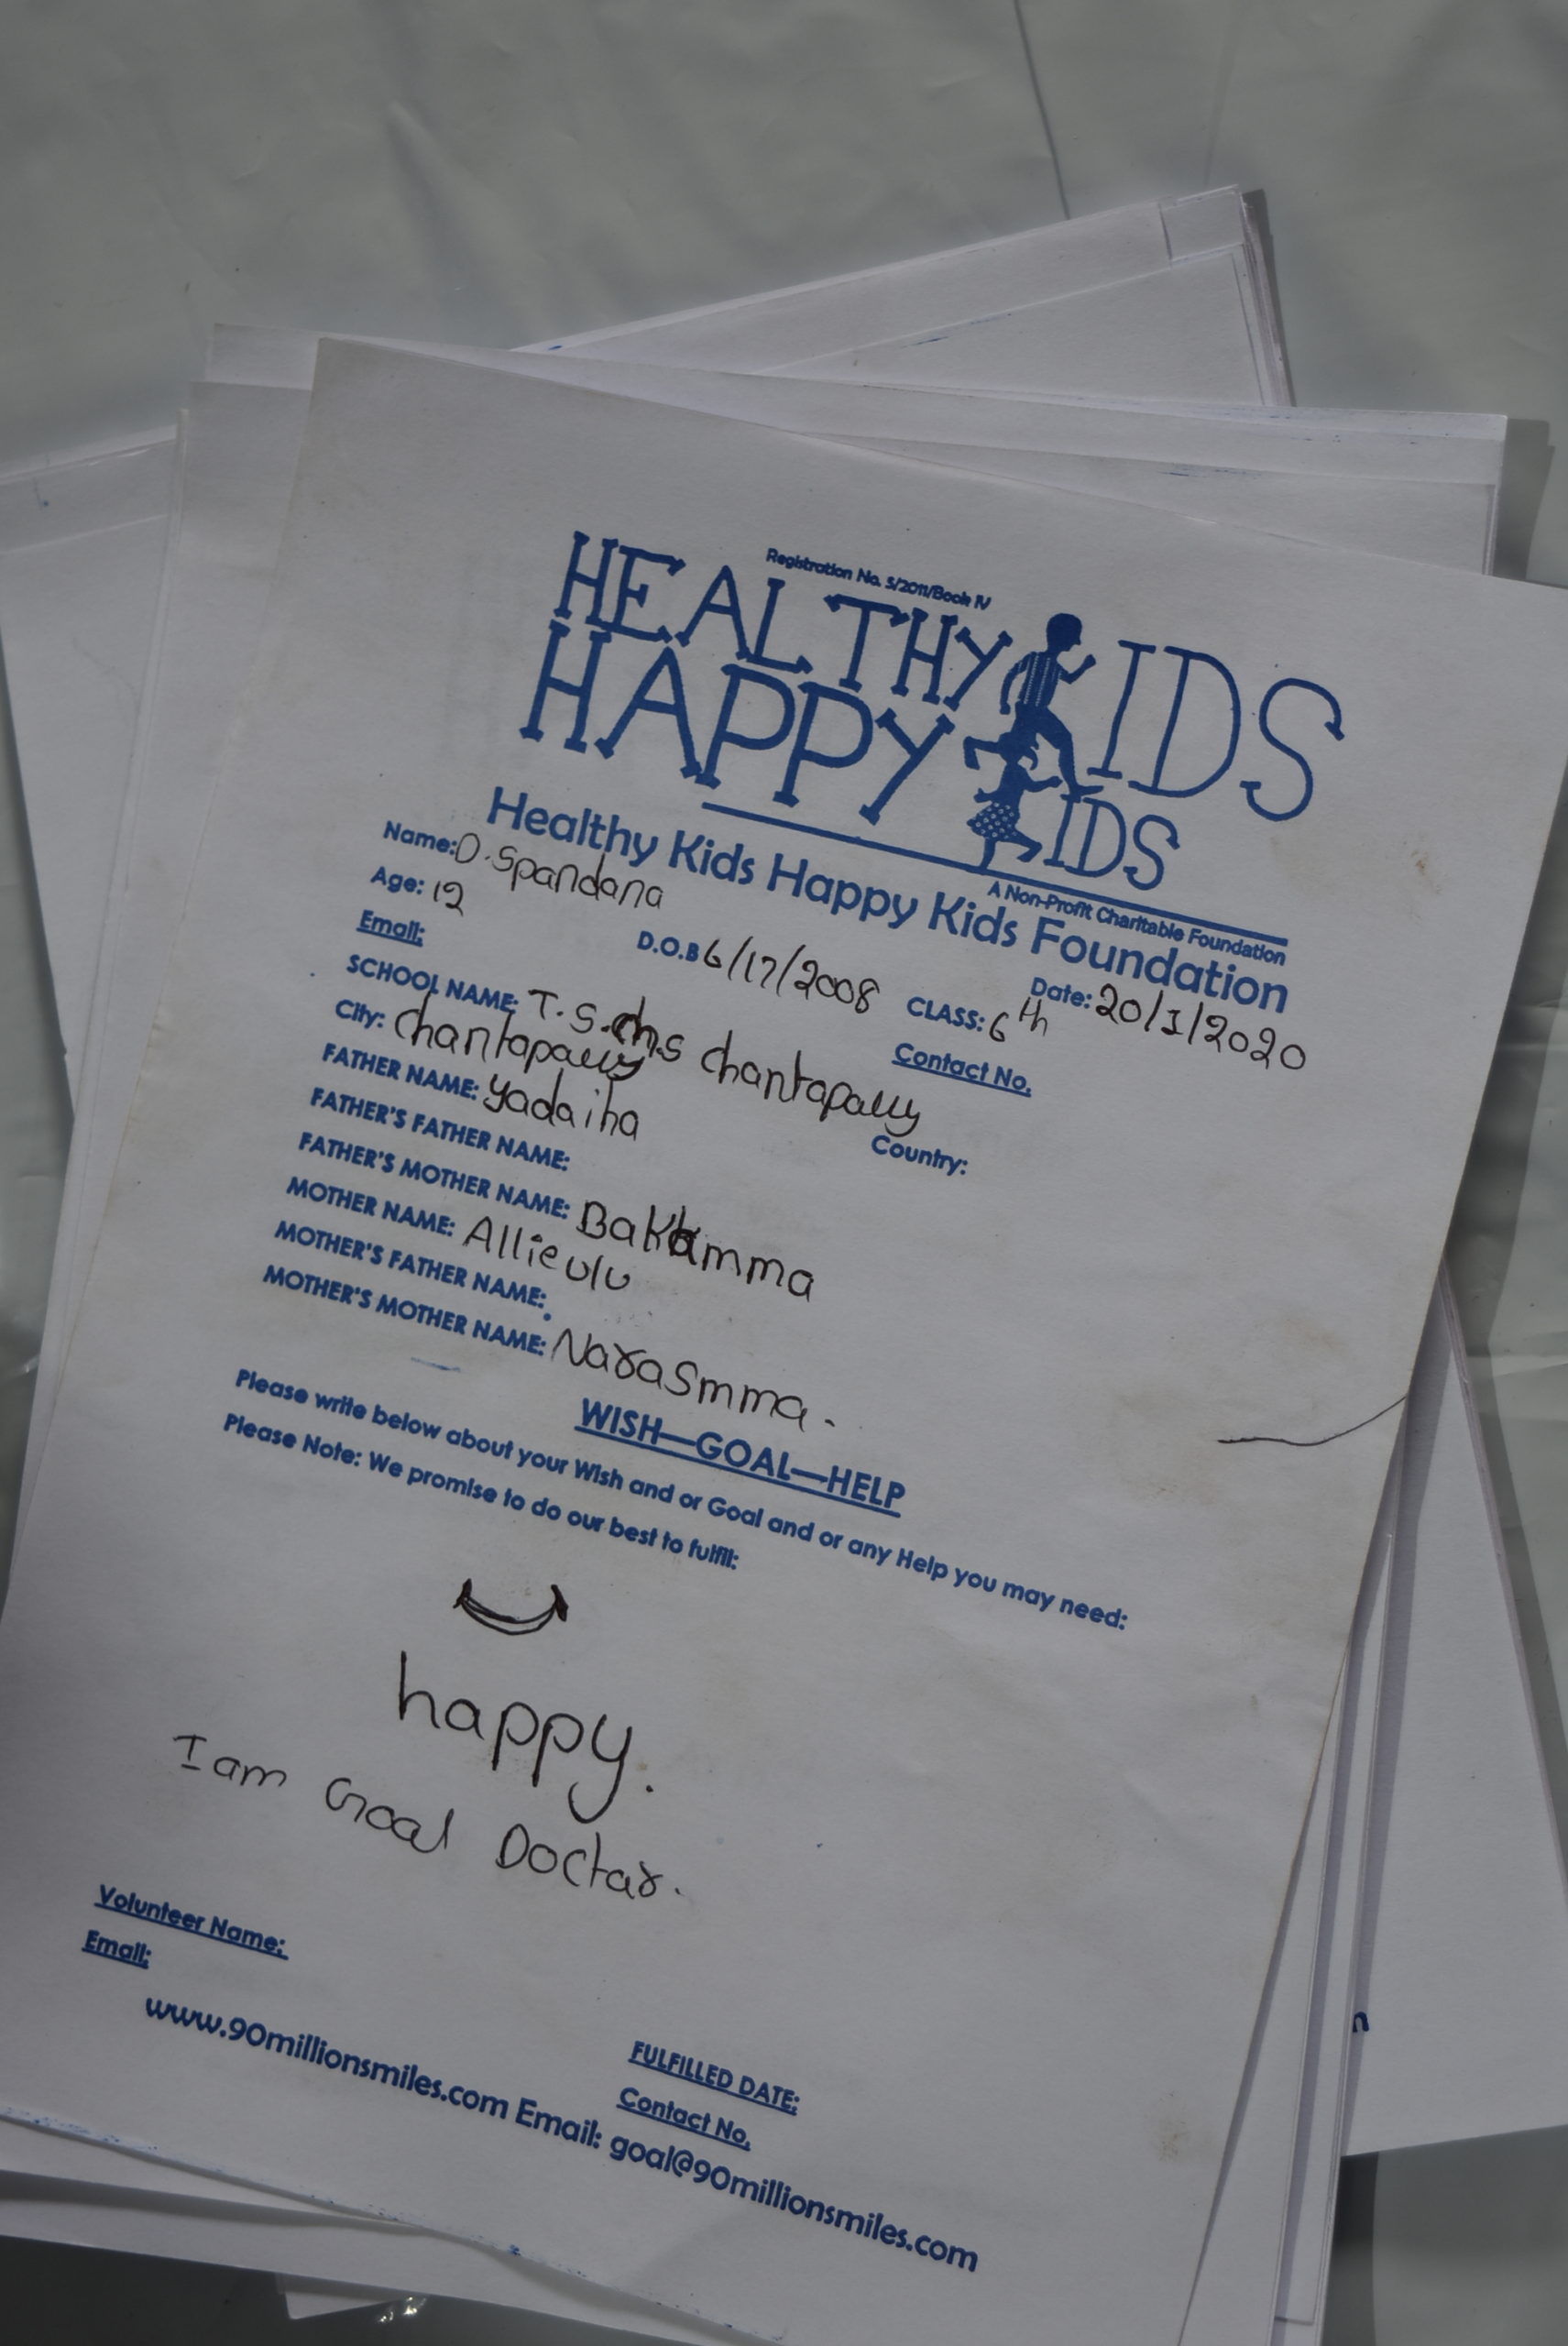 Registration No. 5/2011/Book IV
HEALTHY KIDS
HAPPY KIDS
A Non-Profit Charitable Foundation
Healthy Kids Happy Kids Foundation
Name: D. Spandana Date: 20/1/2020
Age: 12 D.O.B 6/17/2008 CLASS: 6th
Email: Contact No.
SCHOOL NAME: T.S. chantapally
City: chantapally Country:
FATHER NAME: yadaiha
FATHER'S FATHER NAME:
FATHER'S MOTHER NAME: Bakkamma
MOTHER NAME: Allieulu
MOTHER'S FATHER NAME:
MOTHER'S MOTHER NAME: Narasmma.
WISH—GOAL—HELP
Please write below about your Wish and or Goal and or any Help you may need:
Please Note: We promise to do our best to fulfill:
happy.
I am Goal Doctar.
Volunteer Name: FULFILLED DATE:
Email: Contact No.
www.90millionsmiles.com Email: goal@90millionsmiles.com